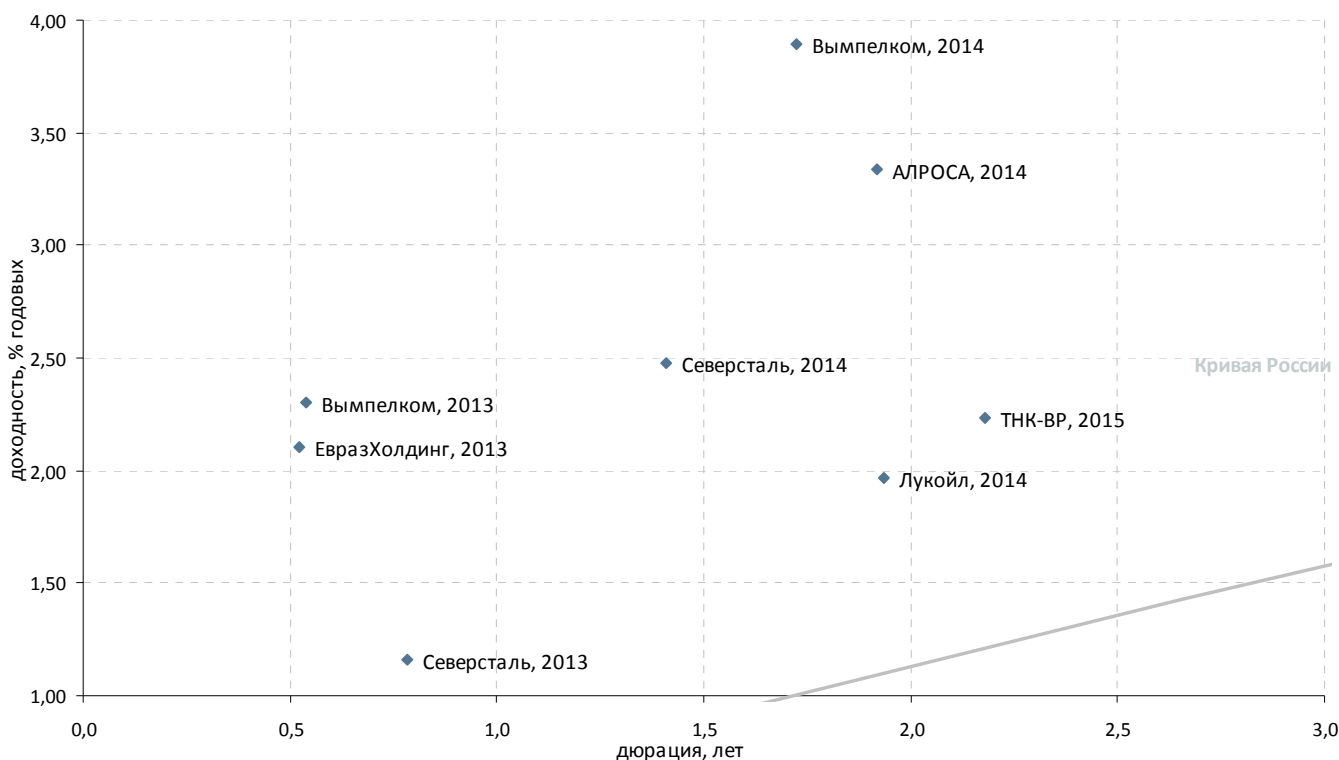 4,00
3,50
3,00
2,50
2,00
1,50
1,00
доходность, % годовых
Вымпелком, 2014
АЛРОСА, 2014
Северсталь, 2014
Кривая России
Вымпелком, 2013
ТНК-ВР, 2015
ЕвразХолдинг, 2013
Лукойл, 2014
Северсталь, 2013
0,0 0,5 1,0 1,5 2,0 2,5 3,0
дюрация, лет